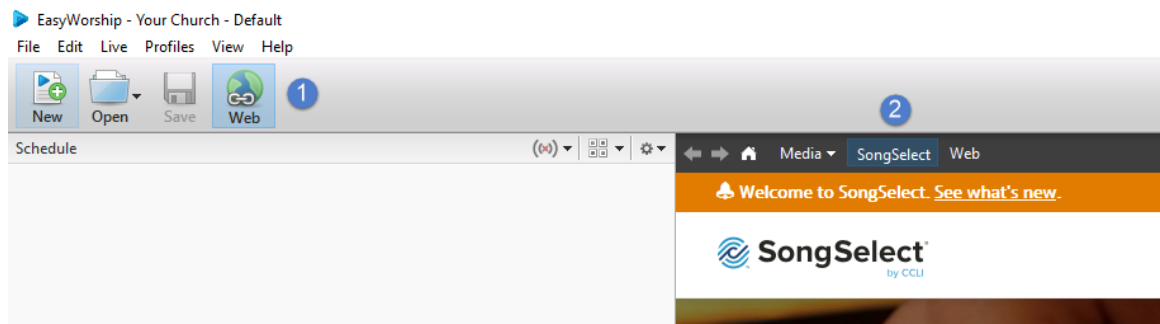 EasyWorship - Your Church - Default
File Edit Live Profiles View Help
New Open Save Web 1
2
Schedule
Media SongSelect Web
Welcome to SongSelect. See what's new.
SongSelect
by CCLI